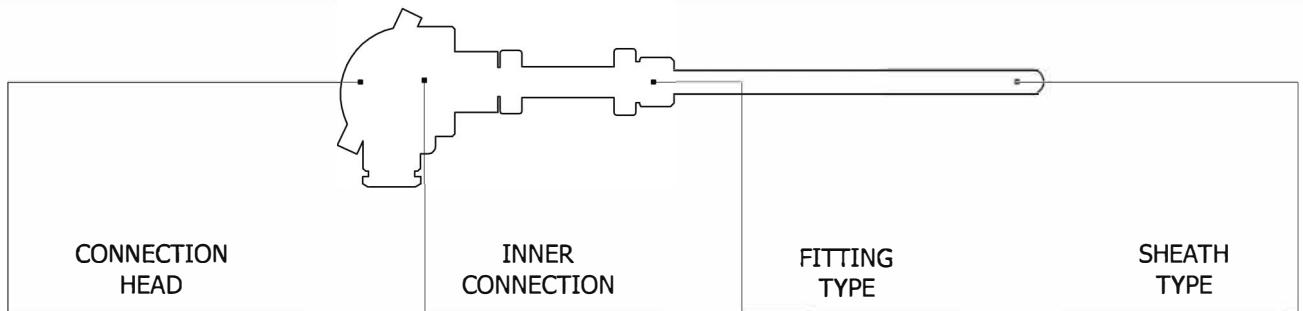 CONNECTION
HEAD
INNER
CONNECTION
FITTING
TYPE
SHEATH
TYPE